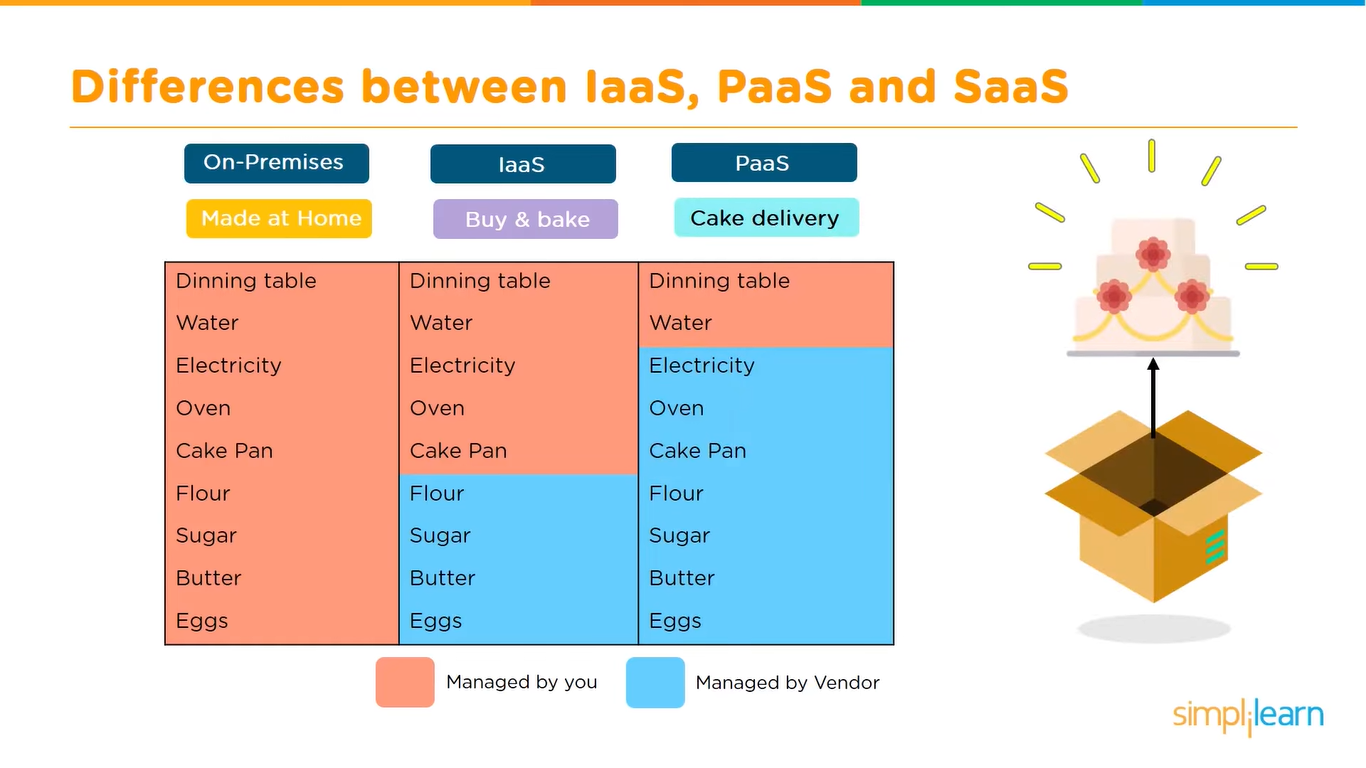 Differences between IaaS, PaaS and SaaS
On-Premises
IaaS
PaaS
Made at Home
Buy & bake
Cake delivery
Dinning table
Water
Electricity
Oven
Cake Pan
Flour
Sugar
Butter
Eggs
Dinning table
Water
Electricity
Oven
Cake Pan
Flour
Sugar
Butter
Eggs
Dinning table
Water
Electricity
Oven
Cake Pan
Flour
Sugar
Butter
Eggs
Managed by you
Managed by Vendor
simplilearn